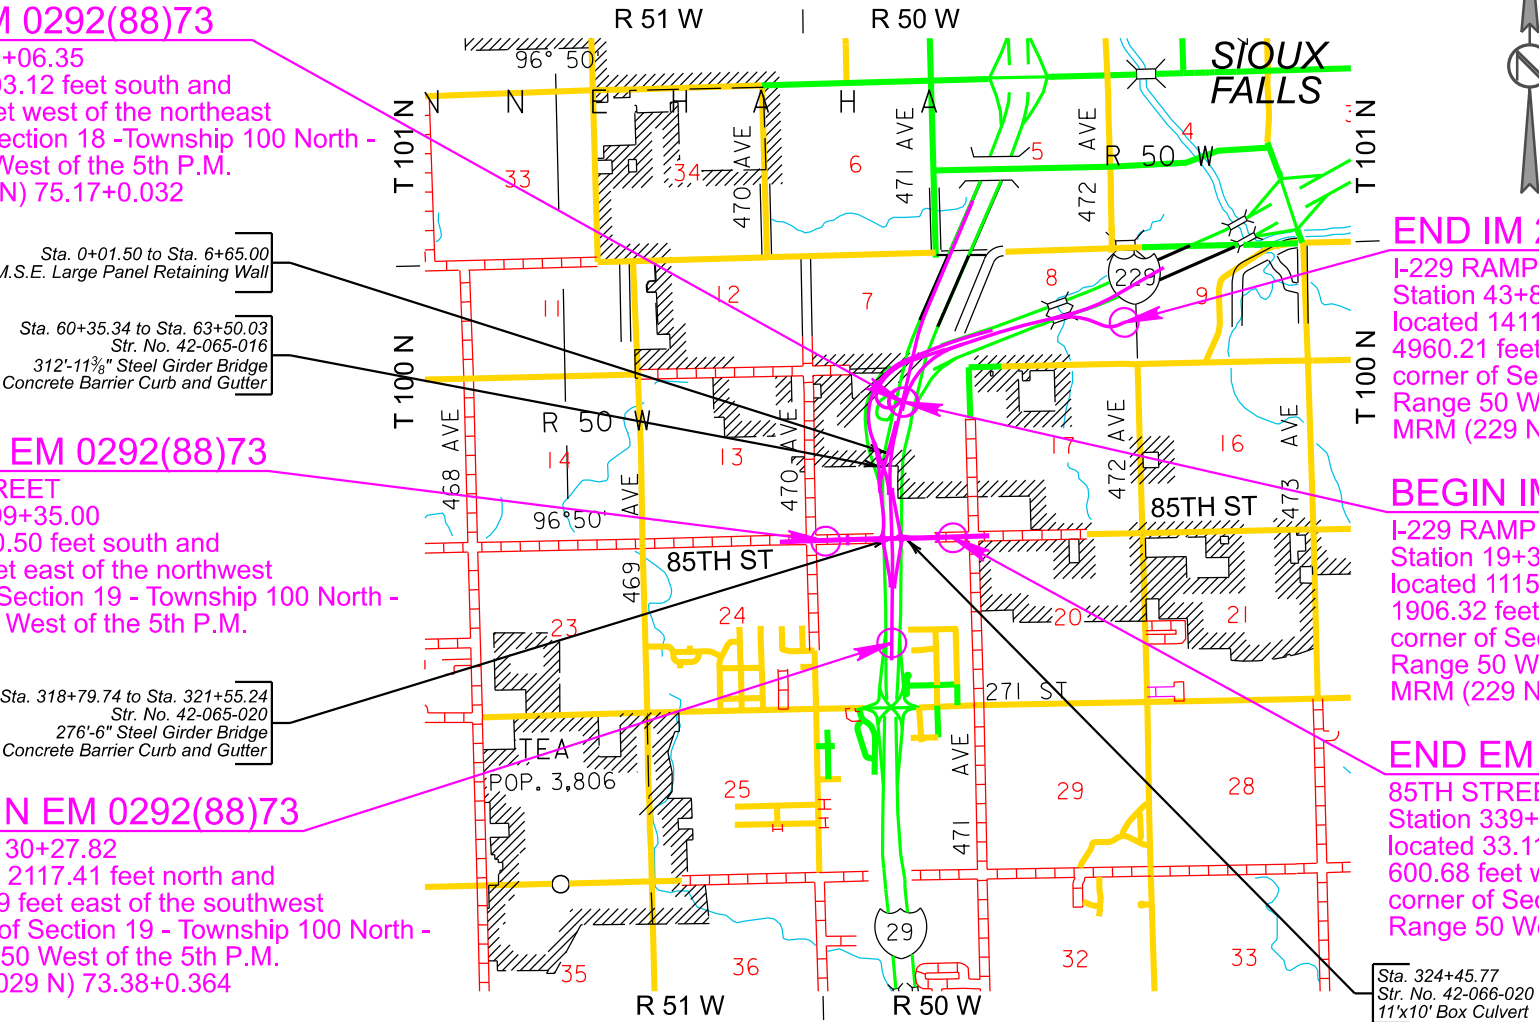 R 51 W
R 50 W
M 0292(88)73
+06.35
03.12 feet south and
et west of the northeast
ection 18 -Township 100 North -
West of the 5th P.M.
N) 75.17+0.032
Sta. 0+01.50 to Sta. 6+65.00
M.S.E. Large Panel Retaining Wall
Sta. 60+35.34 to Sta. 63+50.03
Str. No. 42-065-016
312'-11⅜" Steel Girder Bridge
Concrete Barrier Curb and Gutter
EM 0292(88)73
REET
09+35.00
0.50 feet south and
et east of the northwest
Section 19 - Township 100 North -
West of the 5th P.M.
Sta. 318+79.74 to Sta. 321+55.24
Str. No. 42-065-020
276'-6" Steel Girder Bridge
Concrete Barrier Curb and Gutter
N EM 0292(88)73
30+27.82
2117.41 feet north and
9 feet east of the southwest
of Section 19 - Township 100 North -
50 West of the 5th P.M.
029 N) 73.38+0.364
96° 50'
N N E H A H A
SIOUX
FALLS
T 101 N
T 101 N
33
34
470 AVE
6
471 AVE
5
472 AVE
4
R 50 W
11
12
7
8
229
9
T 100 N
T 100 N
R 50 W
468 AVE
14
469 AVE
13
470 AVE
17
472 AVE
16
473 AVE
96°50'
85TH ST
85TH ST
23
24
20
21
271 ST
TEA
POP. 3,806
25
471 AVE
29
28
29
35
36
32
33
R 51 W
R 50 W
END IM 2
I-229 RAMP
Station 43+8
located 1411
4960.21 feet
corner of Sec
Range 50 W
MRM (229 N
BEGIN IM
I-229 RAMP
Station 19+3
located 1115
1906.32 feet
corner of Sec
Range 50 W
MRM (229 N
END EM
85TH STREE
Station 339+
located 33.11
600.68 feet w
corner of Sec
Range 50 We
Sta. 324+45.77
Str. No. 42-066-020
11'x10' Box Culvert